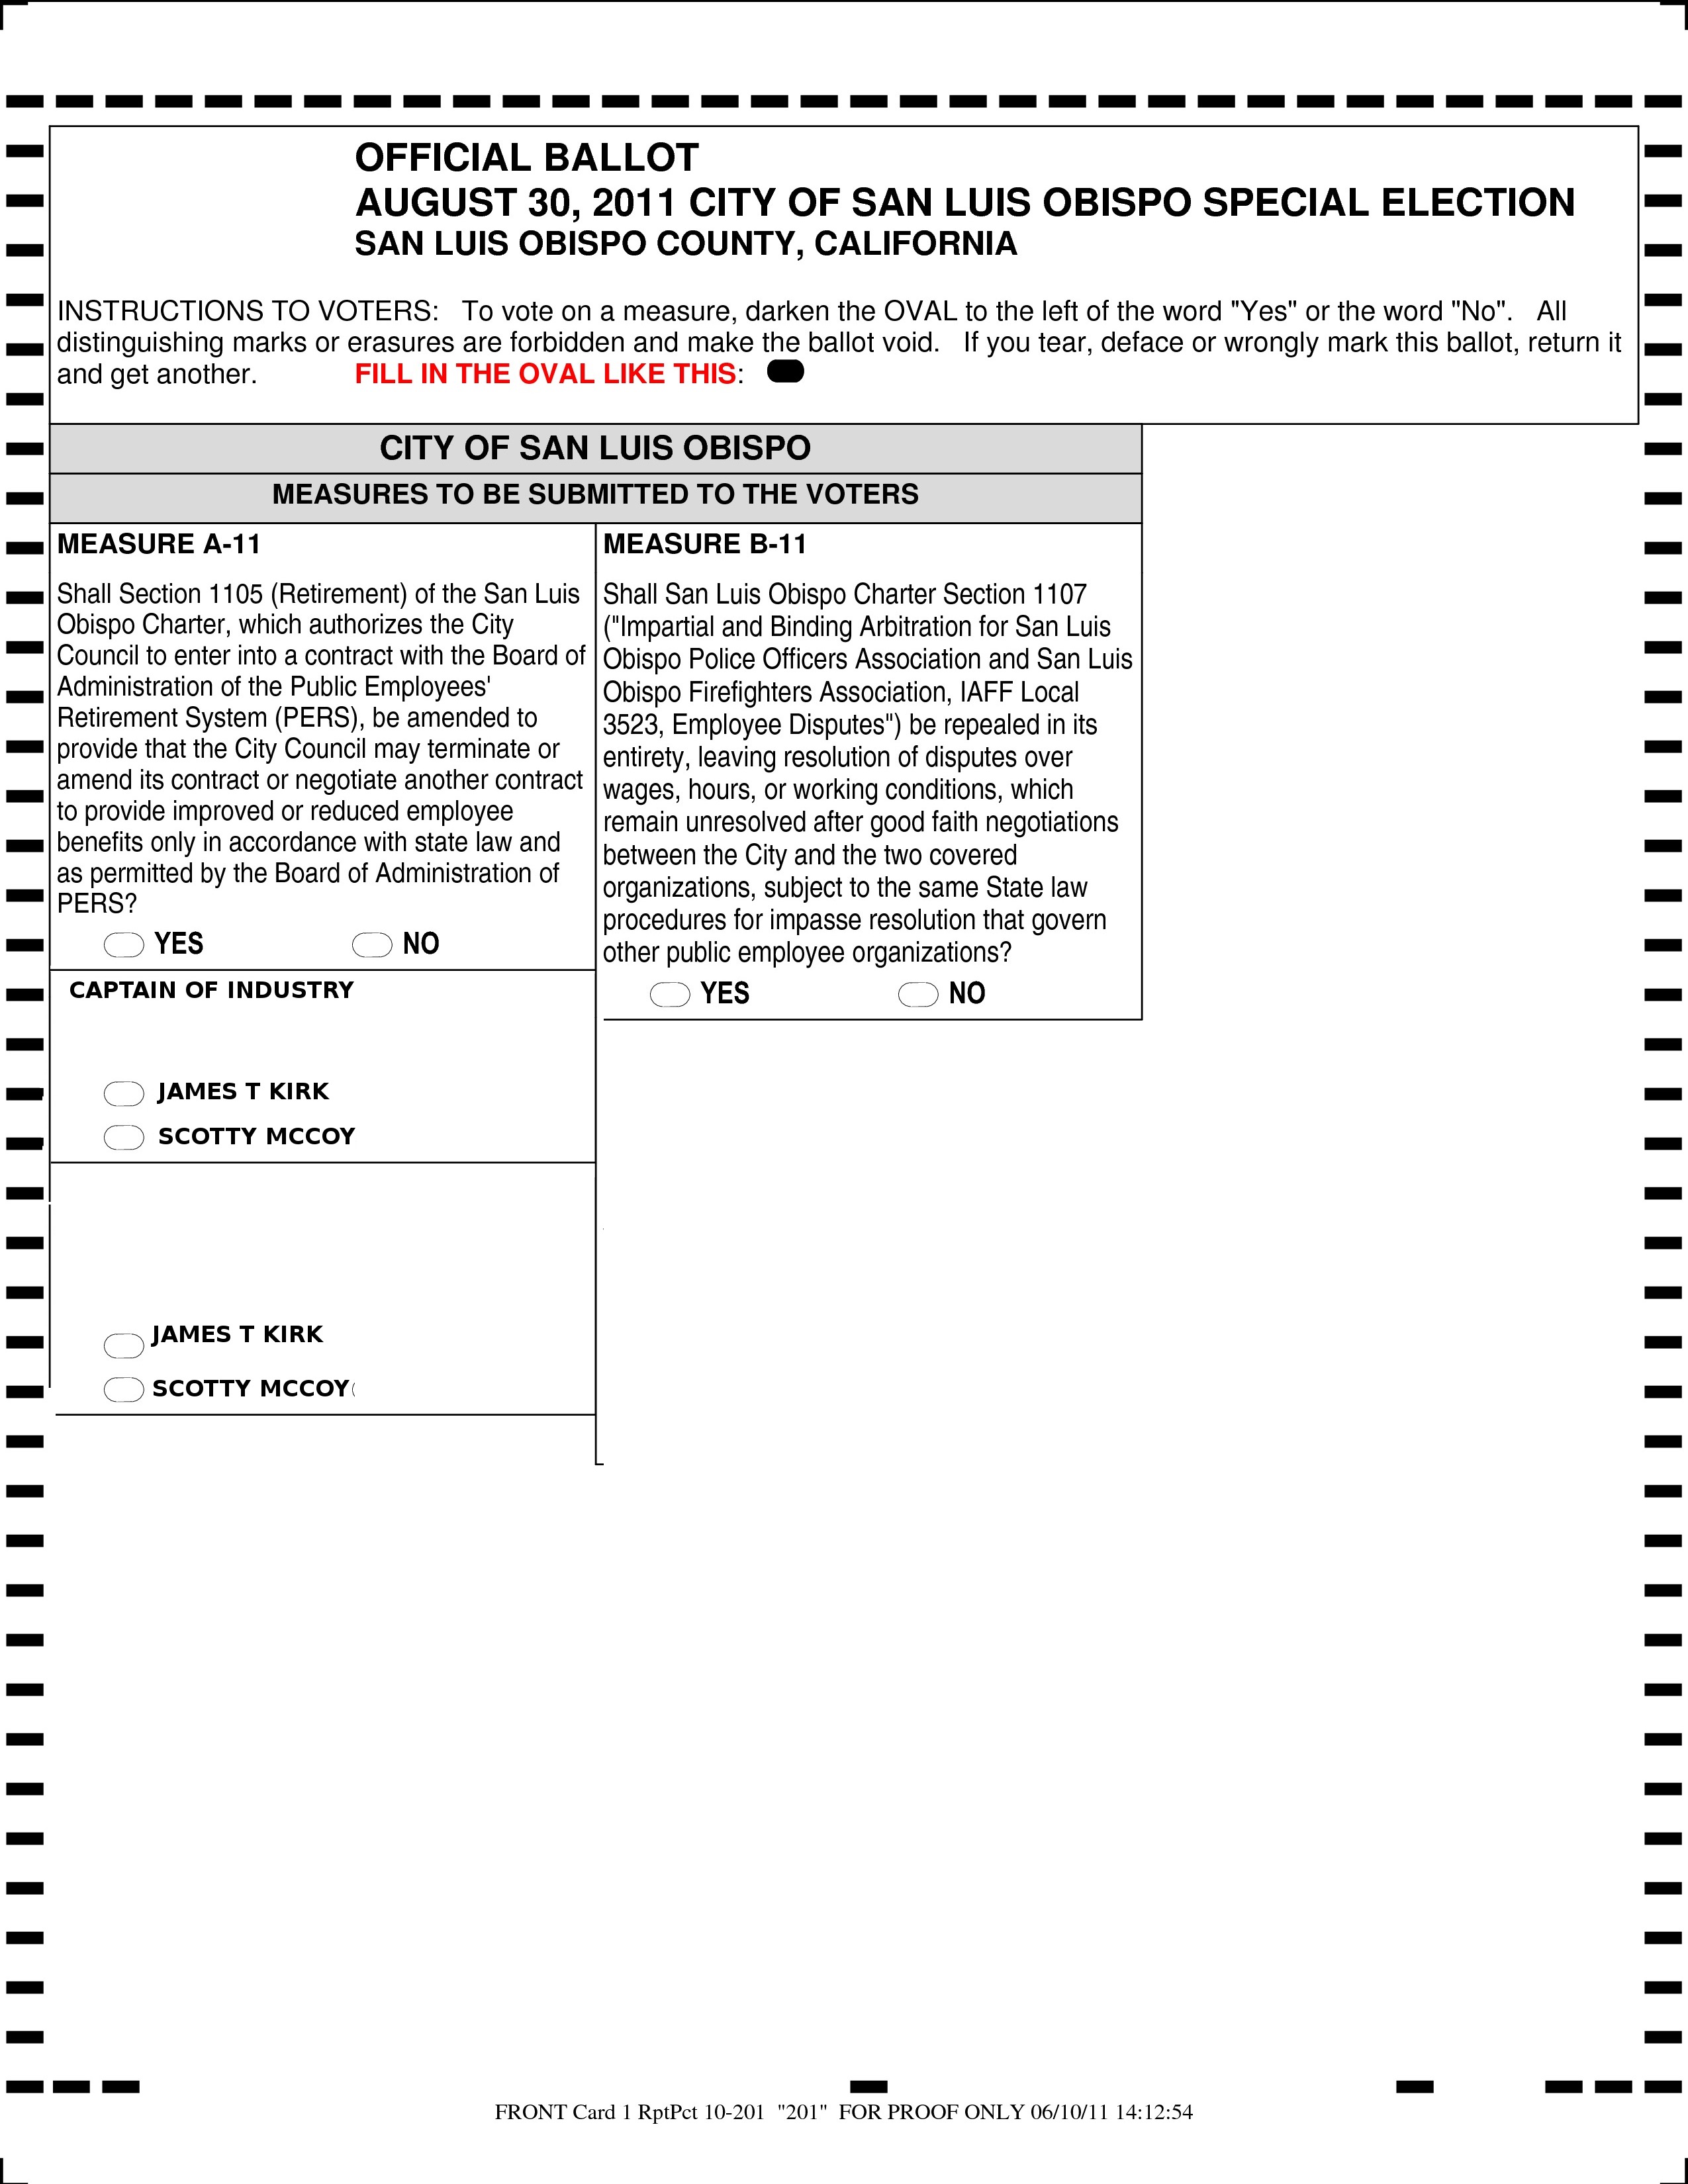 OFFICIAL BALLOT
AUGUST 30, 2011 CITY OF SAN LUIS OBISPO SPECIAL ELECTION
SAN LUIS OBISPO COUNTY, CALIFORNIA
INSTRUCTIONS TO VOTERS: To vote on a measure, darken the OVAL to the left of the word "Yes" or the word "No". All
distinguishing marks or erasures are forbidden and make the ballot void. If you tear, deface or wrongly mark this ballot, return it
and get another. FILL IN THE OVAL LIKE THIS:
CITY OF SAN LUIS OBISPO
MEASURES TO BE SUBMITTED TO THE VOTERS
MEASURE A-11
Shall Section 1105 (Retirement) of the San Luis
Obispo Charter, which authorizes the City
Council to enter into a contract with the Board of
Administration of the Public Employees'
Retirement System (PERS), be amended to
provide that the City Council may terminate or
amend its contract or negotiate another contract
to provide improved or reduced employee
benefits only in accordance with state law and
as permitted by the Board of Administration of
PERS?
YES NO
CAPTAIN OF INDUSTRY
JAMES T KIRK
SCOTTY MCCOY
JAMES T KIRK
SCOTTY MCCOY
MEASURE B-11
Shall San Luis Obispo Charter Section 1107
("Impartial and Binding Arbitration for San Luis
Obispo Police Officers Association and San Luis
Obispo Firefighters Association, IAFF Local
3523, Employee Disputes") be repealed in its
entirety, leaving resolution of disputes over
wages, hours, or working conditions, which
remain unresolved after good faith negotiations
between the City and the two covered
organizations, subject to the same State law
procedures for impasse resolution that govern
other public employee organizations?
YES NO
FRONT Card 1 RptPct 10-201 "201" FOR PROOF ONLY 06/10/11 14:12:54